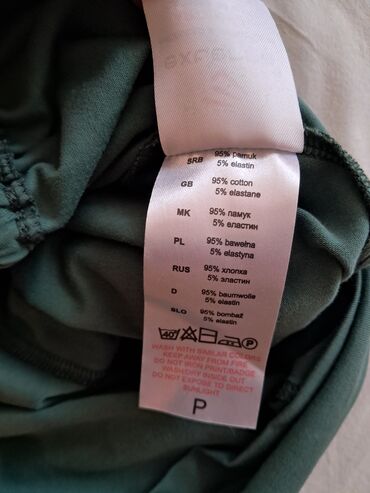 SRB 95% pamuk
5% elastin
GB 95% cotton
5% elastane
MK 95% памук
5% еластин
PL 95% bawełna
5% elastyna
RUS 95% хлопка
5% эластин
D 95% baumwolle
5% elastin
SLO 95% bombaž
5% elastin
40 P
WASH WITH SIMILAR COLORS
KEEP AWAY FROM FIRE
DO NOT IRON PRINT/BADGE
WASH/DRY INSIDE OUT
DO NOT EXPOSE TO DIRECT
SUNLIGHT
P